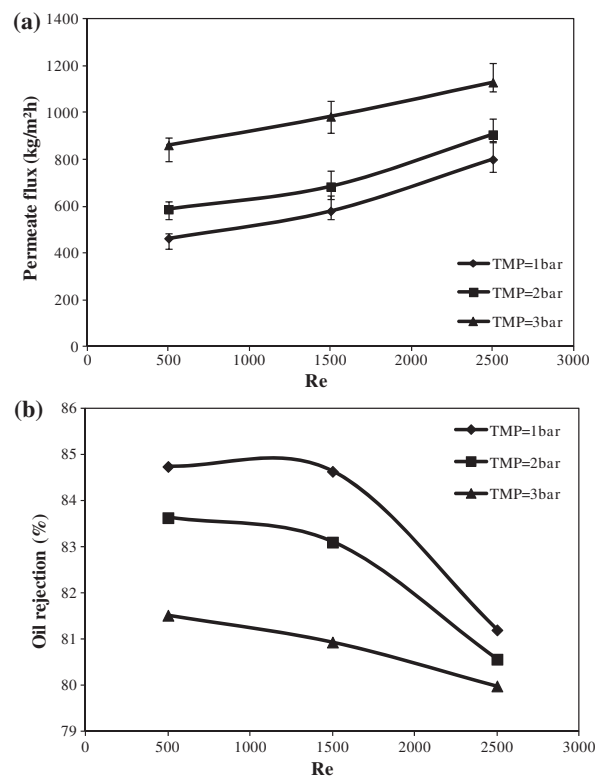 (a)
1400
1200
1000
800
600
400
200
0
Permeate flux (kg/m²h)
TMP=1bar
TMP=2bar
TMP=3bar
0 500 1000 1500 2000 2500 3000
Re
(b)
86
85
84
83
82
81
80
79
Oil rejection (%)
TMP=1bar
TMP=2bar
TMP=3bar
0 500 1000 1500 2000 2500 3000
Re